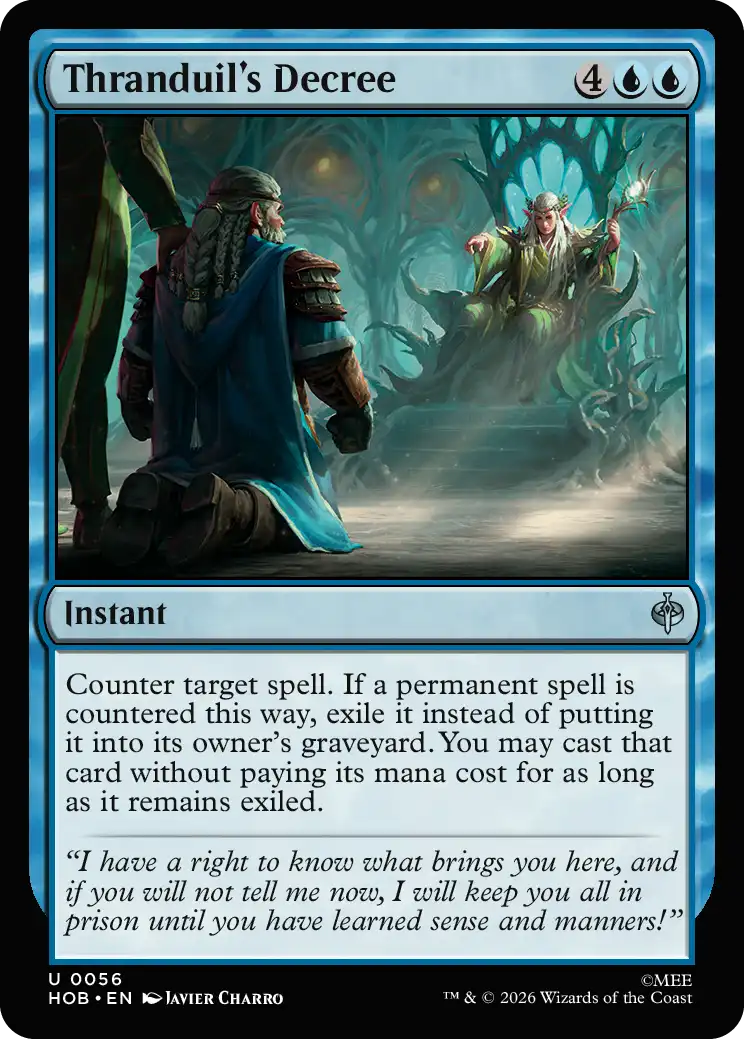 Thranduil's Decree 4
Instant
Counter target spell. If a permanent spell is
countered this way, exile it instead of putting
it into its owner's graveyard. You may cast that
card without paying its mana cost for as long
as it remains exiled.
“I have a right to know what brings you here, and
if you will not tell me now, I will keep you all in
prison until you have learned sense and manners!”
U 0056
HOB • EN Javier Charro
©MEE
™ & © 2026 Wizards of the Coast